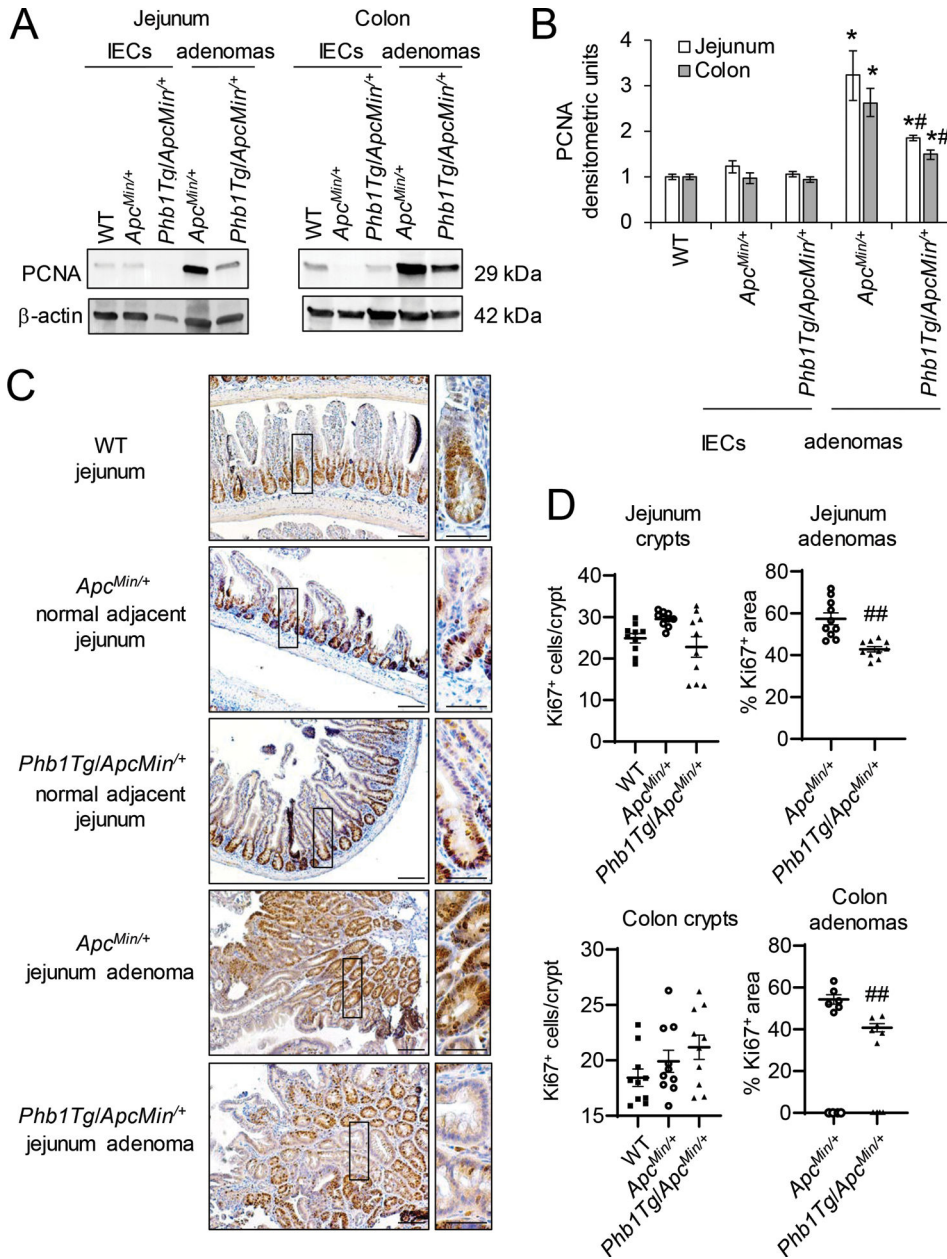 A
Jejunum
Colon
IECs adenomas
IECs adenomas
WT
ApcMin/+
Phb1Tg/ApcMin/+
ApcMin/+
Phb1Tg/ApcMin/+
WT
ApcMin/+
Phb1Tg/ApcMin/+
ApcMin/+
Phb1Tg/ApcMin/+
PCNA
29 kDa
β-actin
42 kDa
B
PCNA
densitometric units
4
3
2
1
0
Jejunum
Colon
*
*
*#
*#
WT
ApcMin/+
Phb1Tg/ApcMin/+
ApcMin/+
Phb1Tg/ApcMin/+
IECs
adenomas
C
WT
jejunum
ApcMin/+
normal adjacent
jejunum
Phb1Tg/ApcMin/+
normal adjacent
jejunum
ApcMin/+
jejunum adenoma
Phb1Tg/ApcMin/+
jejunum adenoma
D
Jejunum
crypts
Ki67+ cells/crypt
40
30
20
10
0
WT
ApcMin/+
Phb1Tg/ApcMin/+
Jejunum
adenomas
% Ki67+ area
80
60
40
20
0
##
ApcMin/+
Phb1Tg/ApcMin/+
Colon crypts
Ki67+ cells/crypt
25
20
15
WT
ApcMin/+
Phb1Tg/ApcMin/+
Colon
adenomas
% Ki67+ area
80
60
40
20
0
##
ApcMin/+
Phb1Tg/ApcMin/+